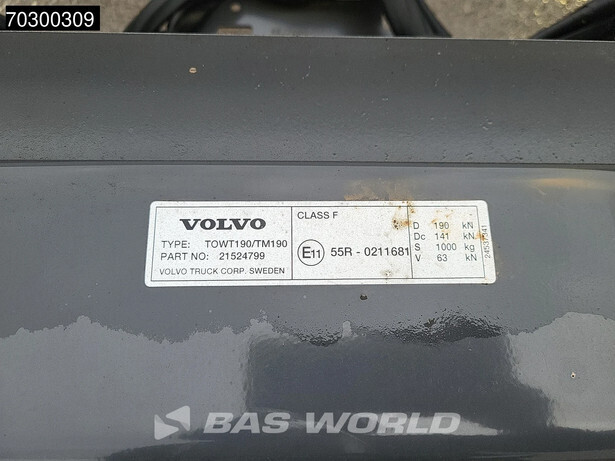 70300309
VOLVO
TYPE: TOWT190/TM190
PART NO: 21524799
VOLVO TRUCK CORP. SWEDEN
CLASS F
E11 55R - 0211681
D 190 kN
Dc 141 kN
S 1000 kg
V 63 kN
24537341
BAS WORLD